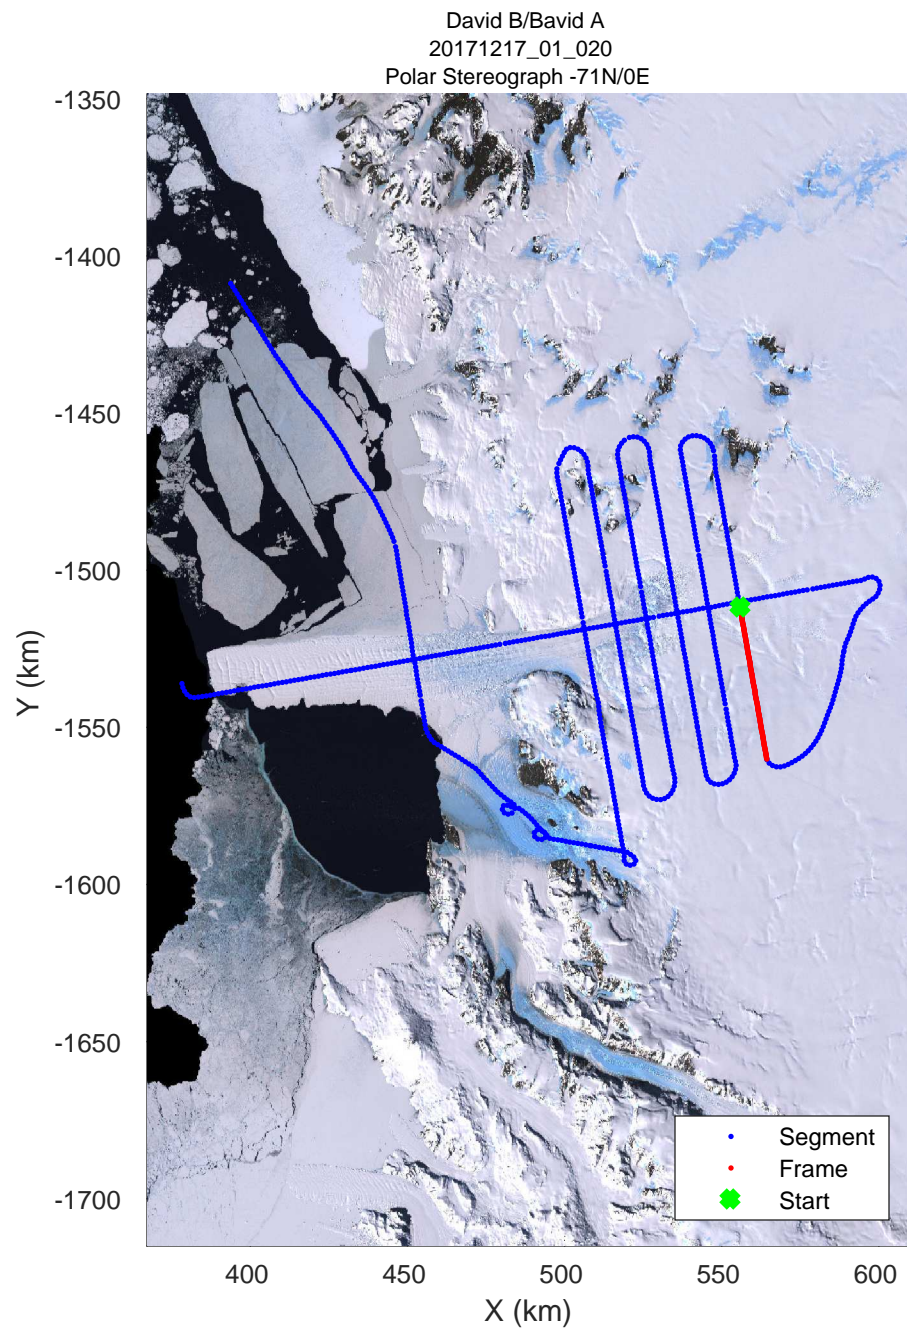 David B/Bavid A
20171217_01_020
Polar Stereograph -71N/0E
-1350
-1400
-1450
-1500
-1550
-1600
-1650
-1700
Y (km)
400
450
500
550
600
X (km)
Segment
Frame
Start